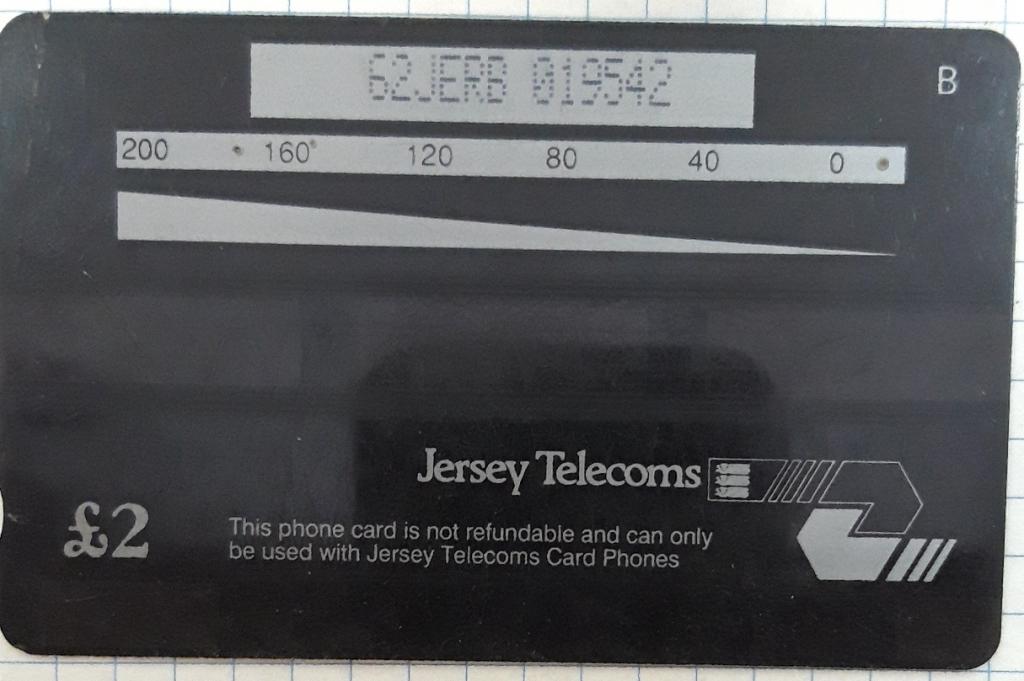 62JERB 019542
B
200 160 120 80 40 0
Jersey Telecoms
£2
This phone card is not refundable and can only
be used with Jersey Telecoms Card Phones